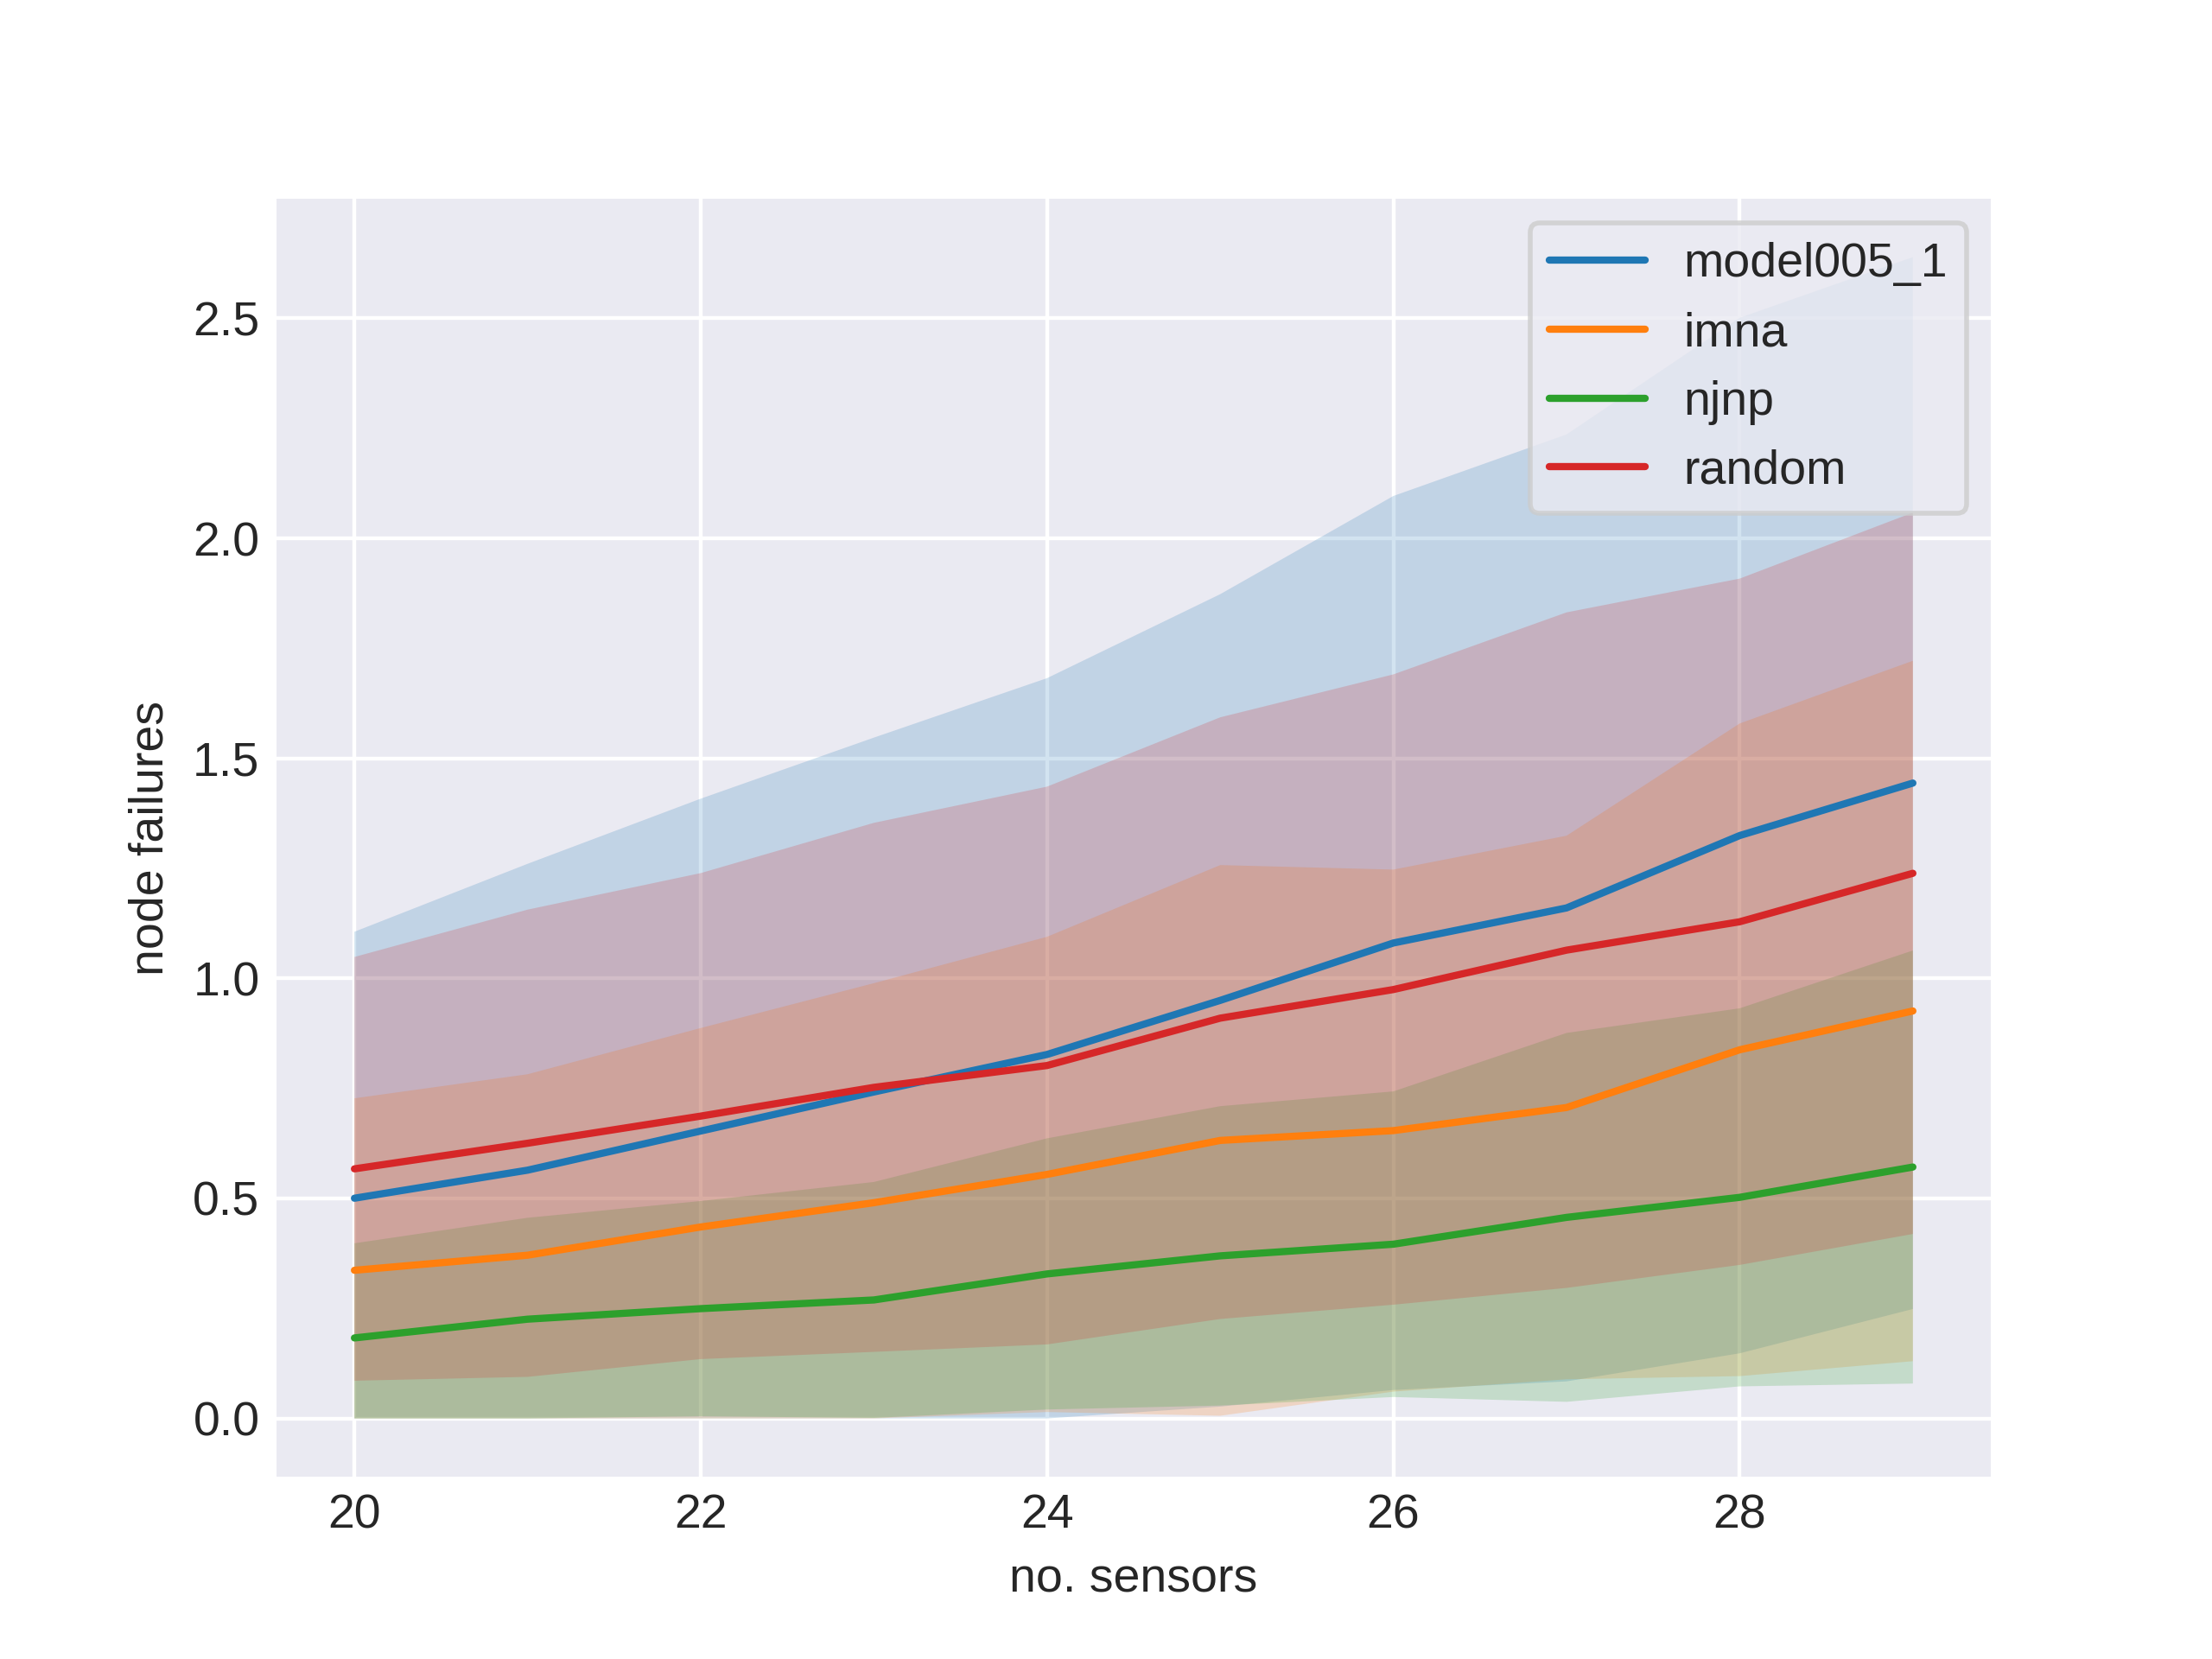 model005_1
imna
njnp
random
2.5
2.0
1.5
1.0
0.5
0.0
node failures
20 22 24 26 28
no. sensors